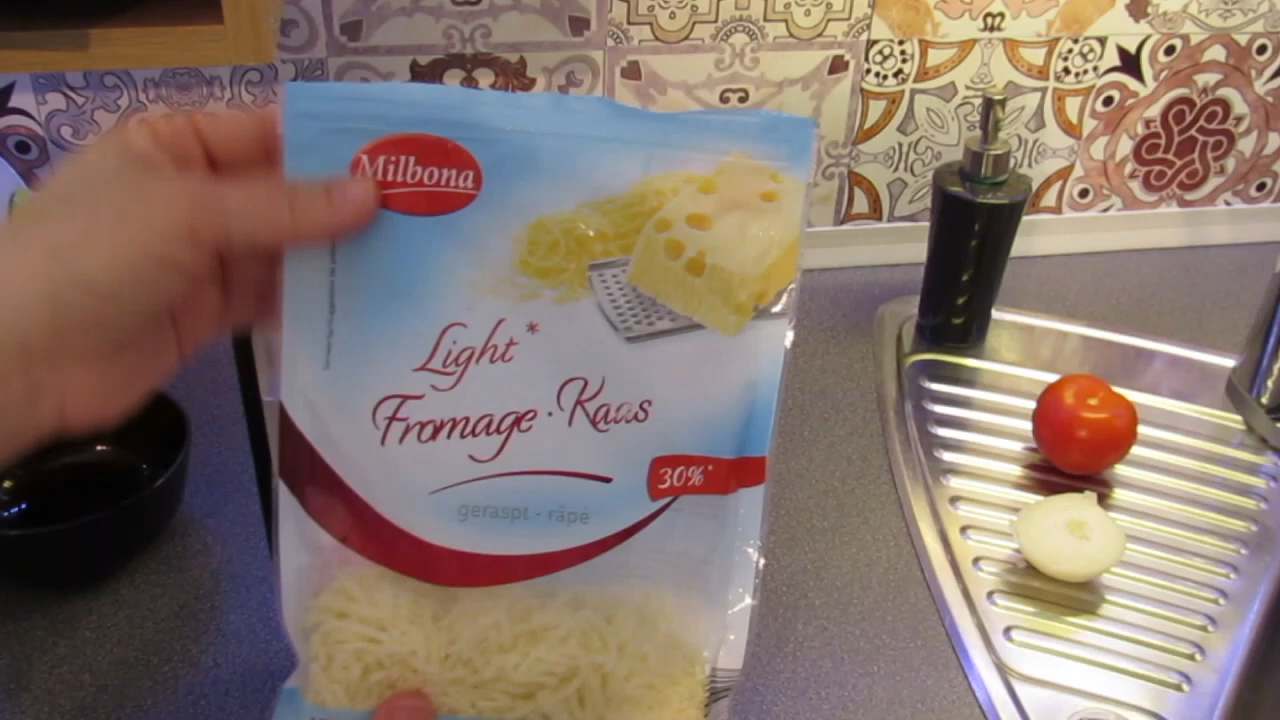 Milbona
Light*
Fromage · Kaas
30%*
geraspt - râpé